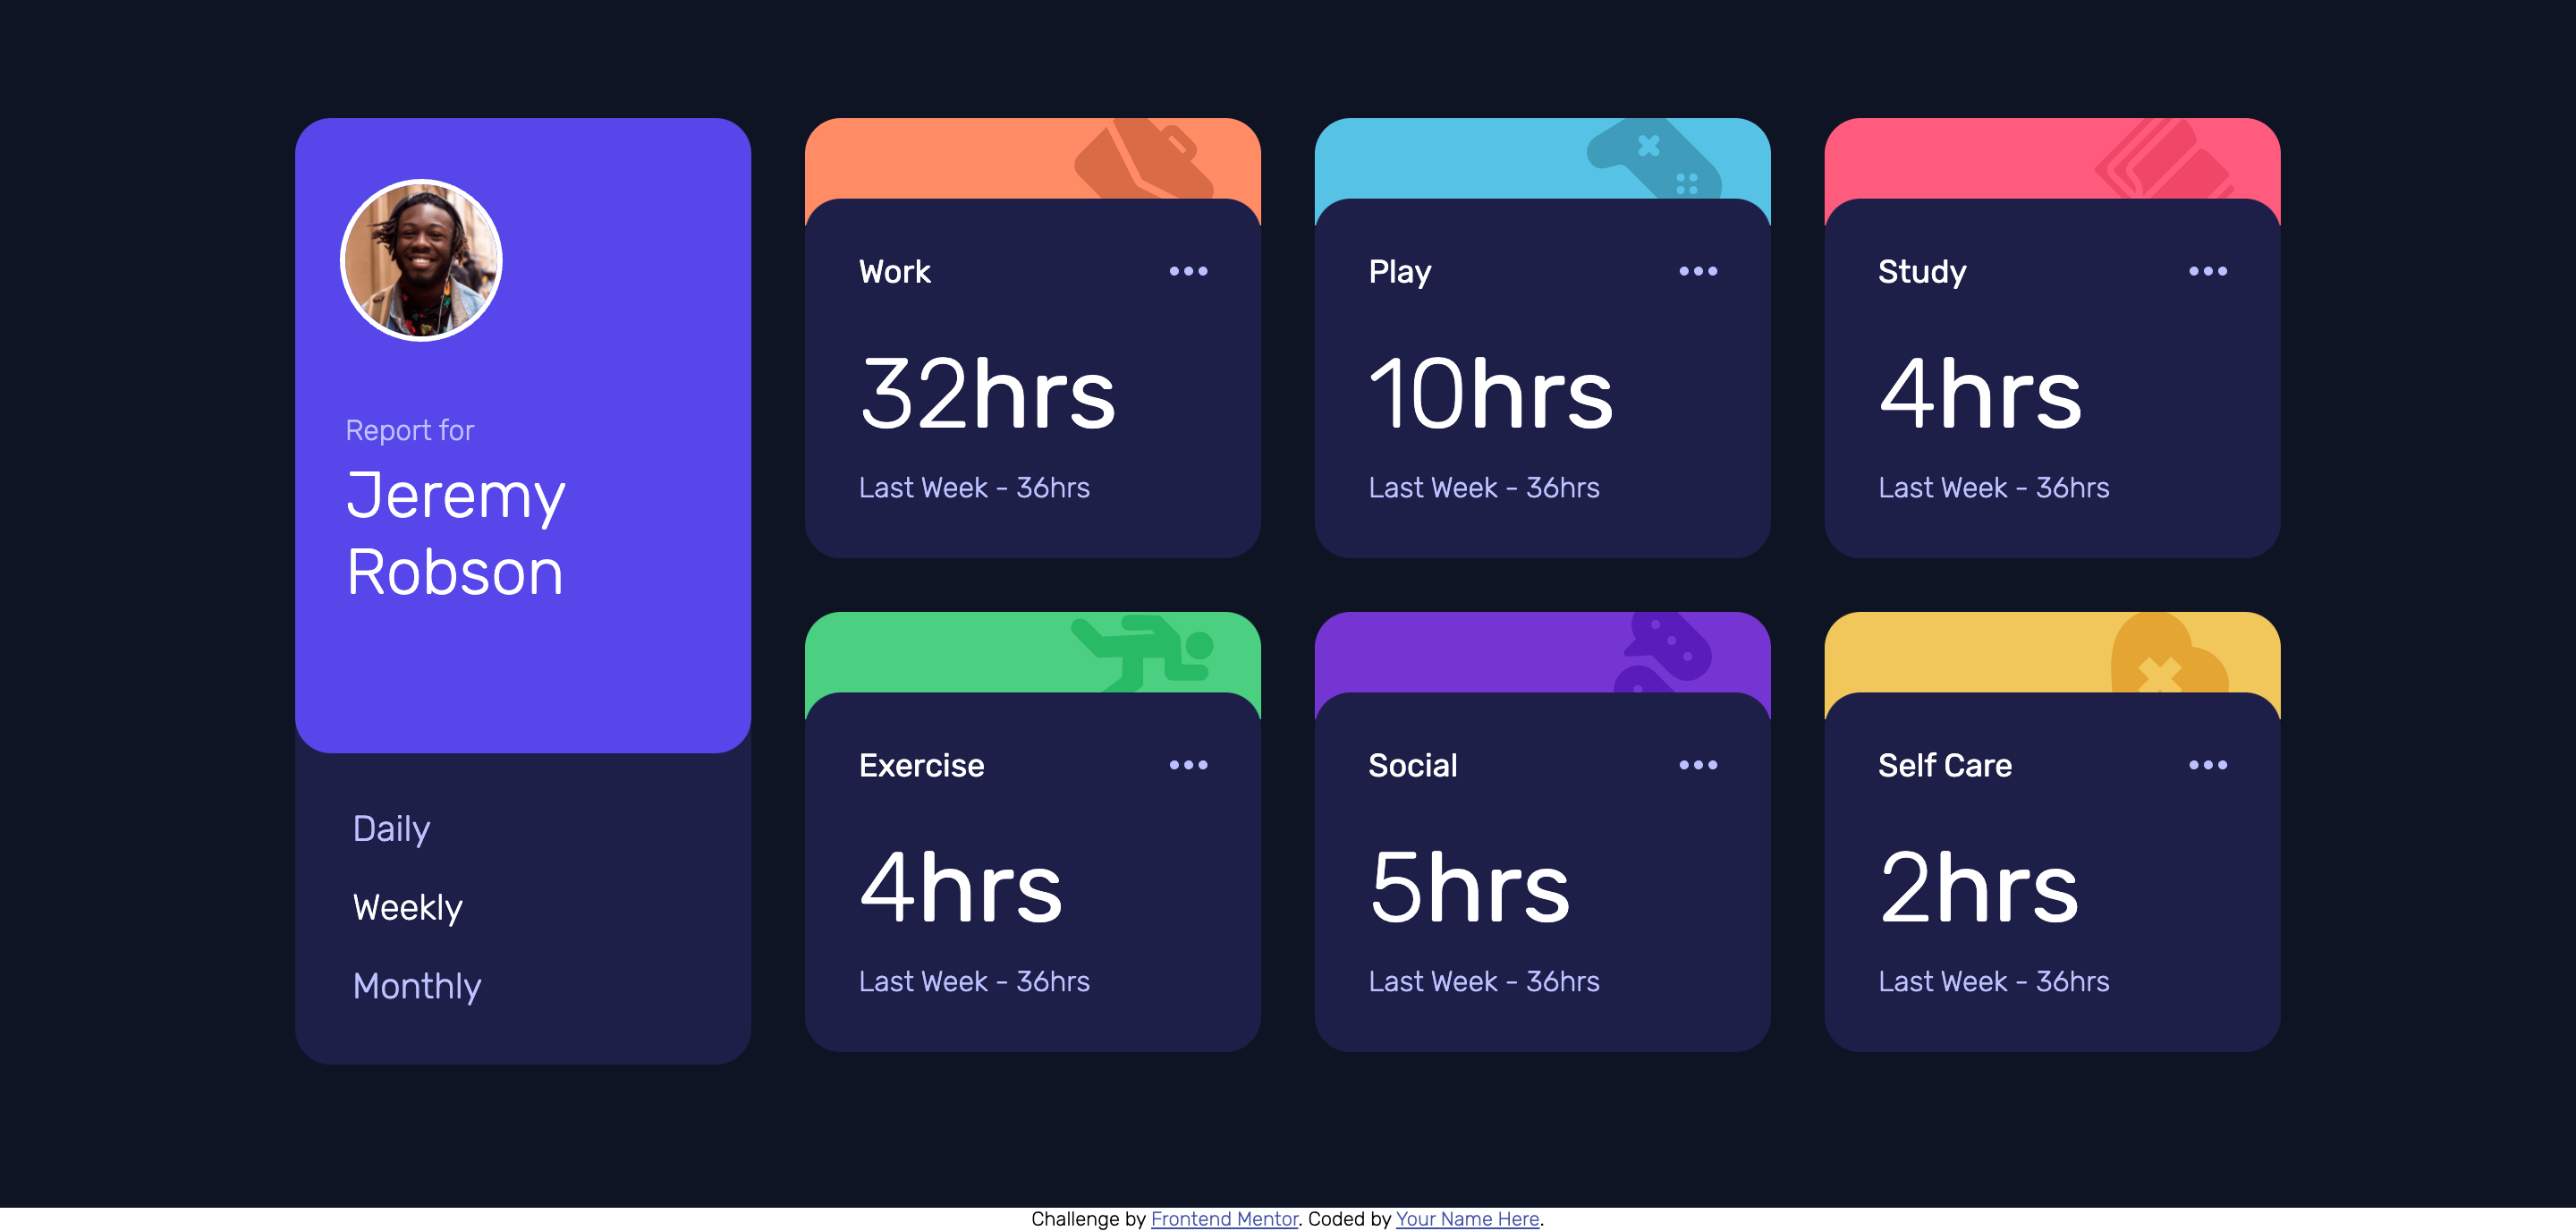 Report for
Jeremy
Robson
Daily
Weekly
Monthly
Work
32hrs
Last Week - 36hrs
Play
10hrs
Last Week - 36hrs
Study
4hrs
Last Week - 36hrs
Exercise
4hrs
Last Week - 36hrs
Social
5hrs
Last Week - 36hrs
Self Care
2hrs
Last Week - 36hrs
Challenge by Frontend Mentor. Coded by Your Name Here.